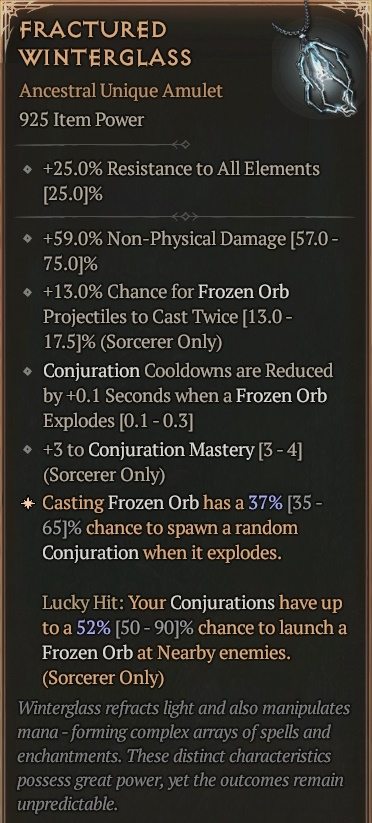 FRACTURED
WINTERGLASS
Ancestral Unique Amulet
925 Item Power
+25.0% Resistance to All Elements
[25.0]%
+59.0% Non-Physical Damage [57.0 -
75.0]%
+13.0% Chance for Frozen Orb
Projectiles to Cast Twice [13.0 -
17.5]% (Sorcerer Only)
Conjuration Cooldowns are Reduced
by +0.1 Seconds when a Frozen Orb
Explodes [0.1 - 0.3]
+3 to Conjuration Mastery [3 - 4]
(Sorcerer Only)
Casting Frozen Orb has a 37% [35 -
65]% chance to spawn a random
Conjuration when it explodes.
Lucky Hit: Your Conjurations have up
to a 52% [50 - 90]% chance to launch a
Frozen Orb at Nearby enemies.
(Sorcerer Only)
Winterglass refracts light and also manipulates
mana - forming complex arrays of spells and
enchantments. These distinct characteristics
possess great power, yet the outcomes remain
unpredictable.